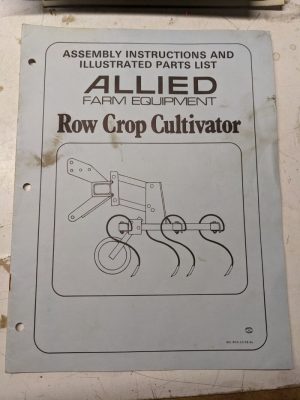 ASSEMBLY INSTRUCTIONS AND
ILLUSTRATED PARTS LIST
ALLIED
FARM EQUIPMENT
Row Crop Cultivator